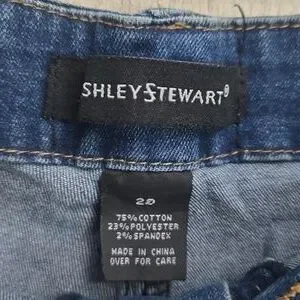 SHLEY STEWART®
20
75% COTTON
23% POLYESTER
2% SPANDEX
MADE IN CHINA
OVER FOR CARE